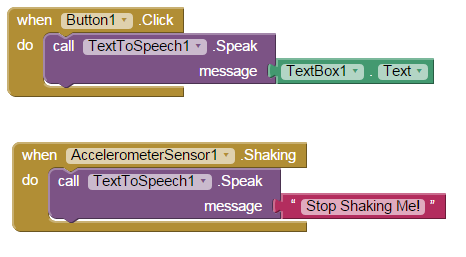 when Button1 .Click
do call TextToSpeech1 .Speak
message TextBox1 . Text
when AccelerometerSensor1 .Shaking
do call TextToSpeech1 .Speak
message “ Stop Shaking Me! ”